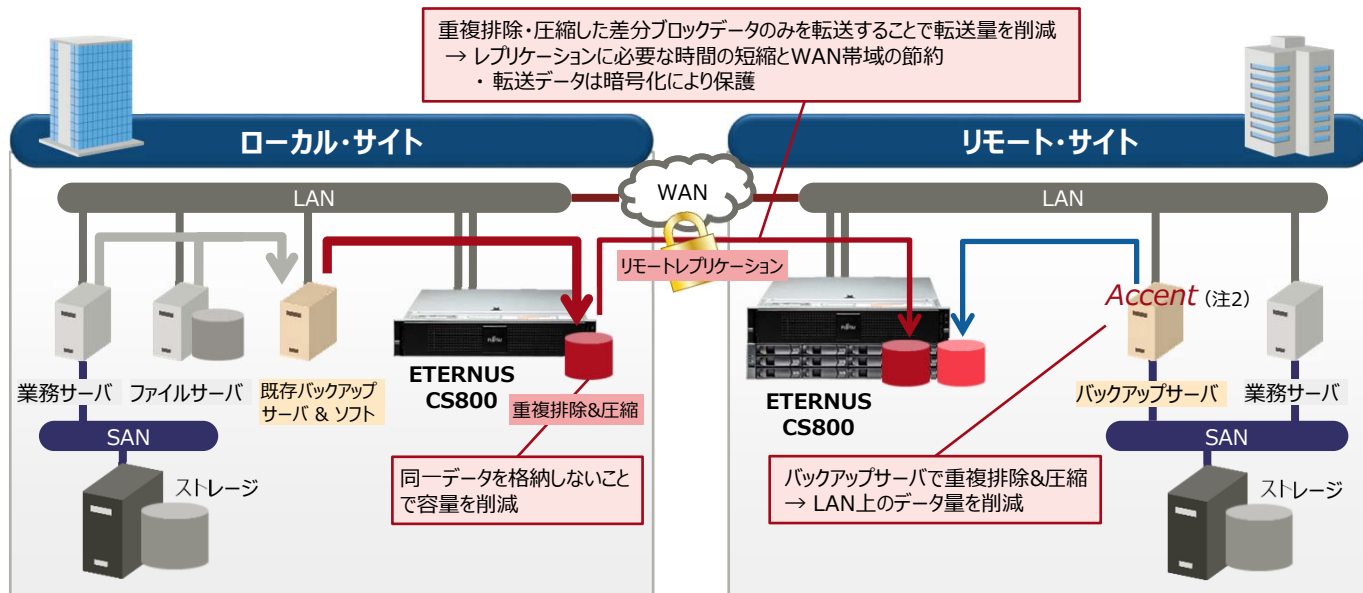 重複排除・圧縮した差分ブロックデータのみを転送することで転送量を削減
→ レプリケーションに必要な時間の短縮とWAN帯域の節約
・ 転送データは暗号化により保護
ローカル・サイト
リモート・サイト
LAN
WAN
LAN
リモートレプリケーション
Accent (注2)
業務サーバ
ファイルサーバ
既存バックアップ
サーバ & ソフト
ETERNUS
CS800
重複排除&圧縮
ETERNUS
CS800
バックアップサーバ
業務サーバ
SAN
SAN
ストレージ
同一データを格納しないこと
で容量を削減
バックアップサーバで重複排除&圧縮
→ LAN上のデータ量を削減
ストレージ